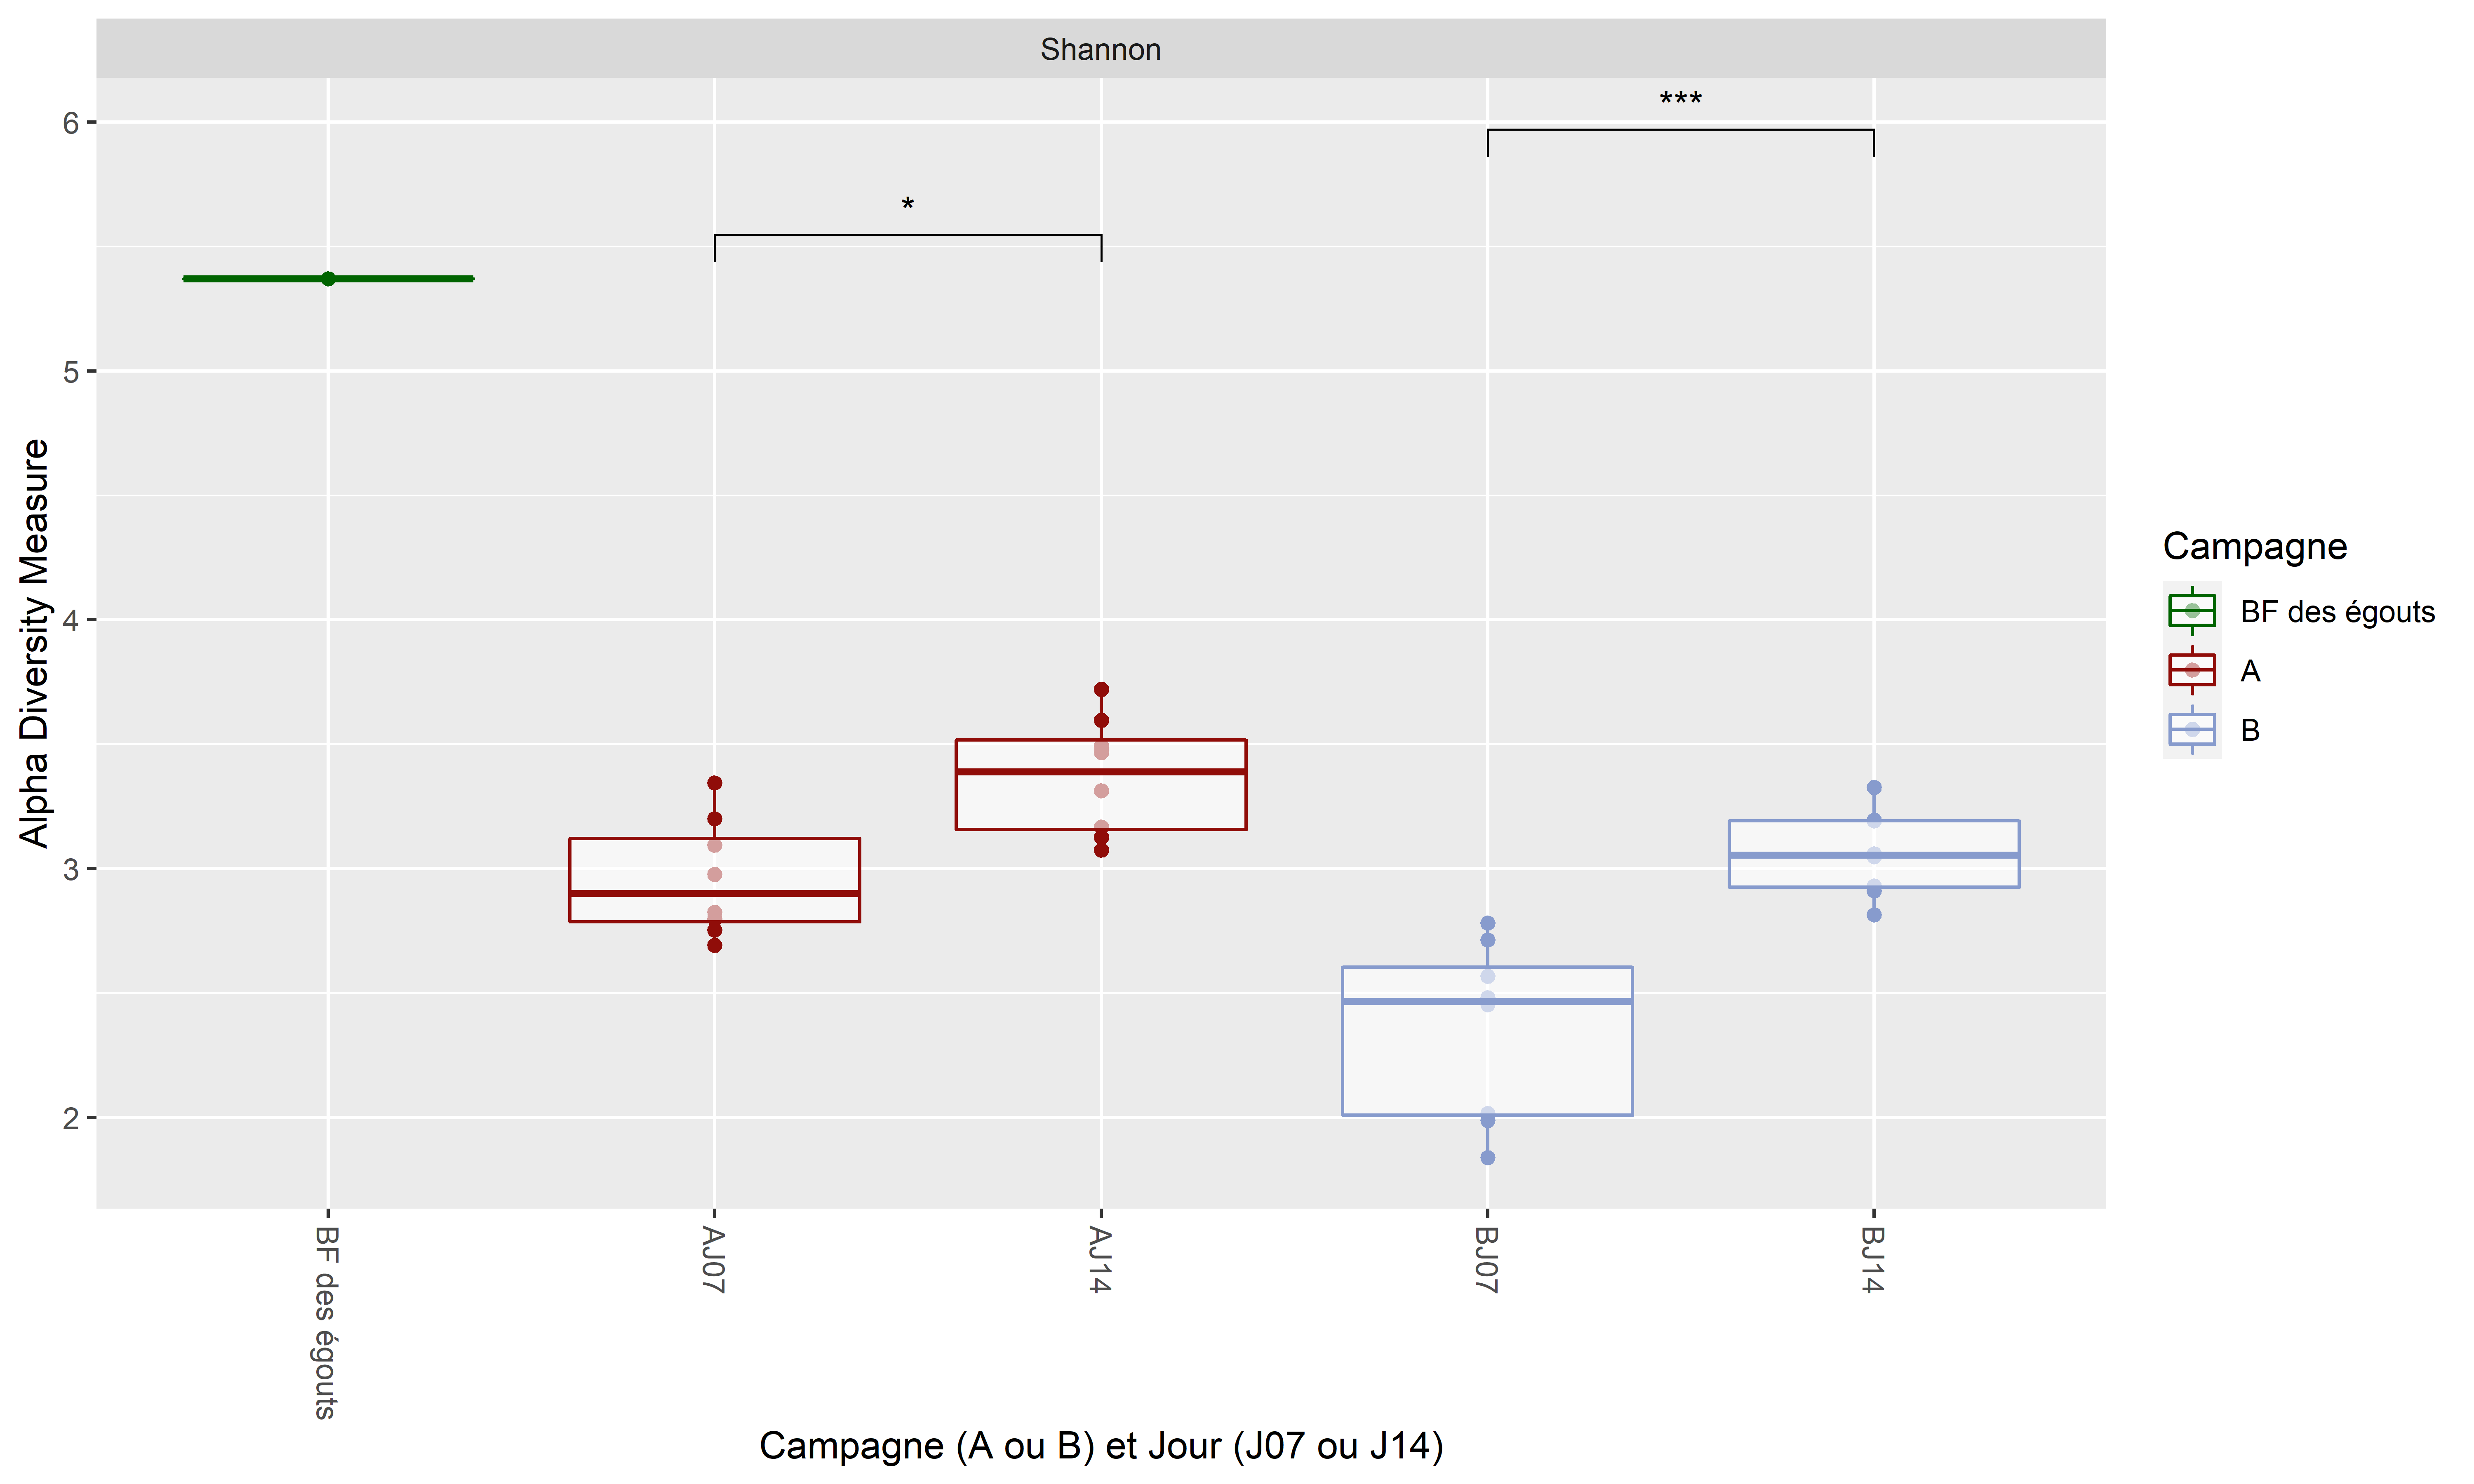 Shannon
***
*
6
5
4
3
2
Alpha Diversity Measure
BF des égouts
AJ07
AJ14
BJ07
BJ14
Campagne (A ou B) et Jour (J07 ou J14)
Campagne
BF des égouts
A
B